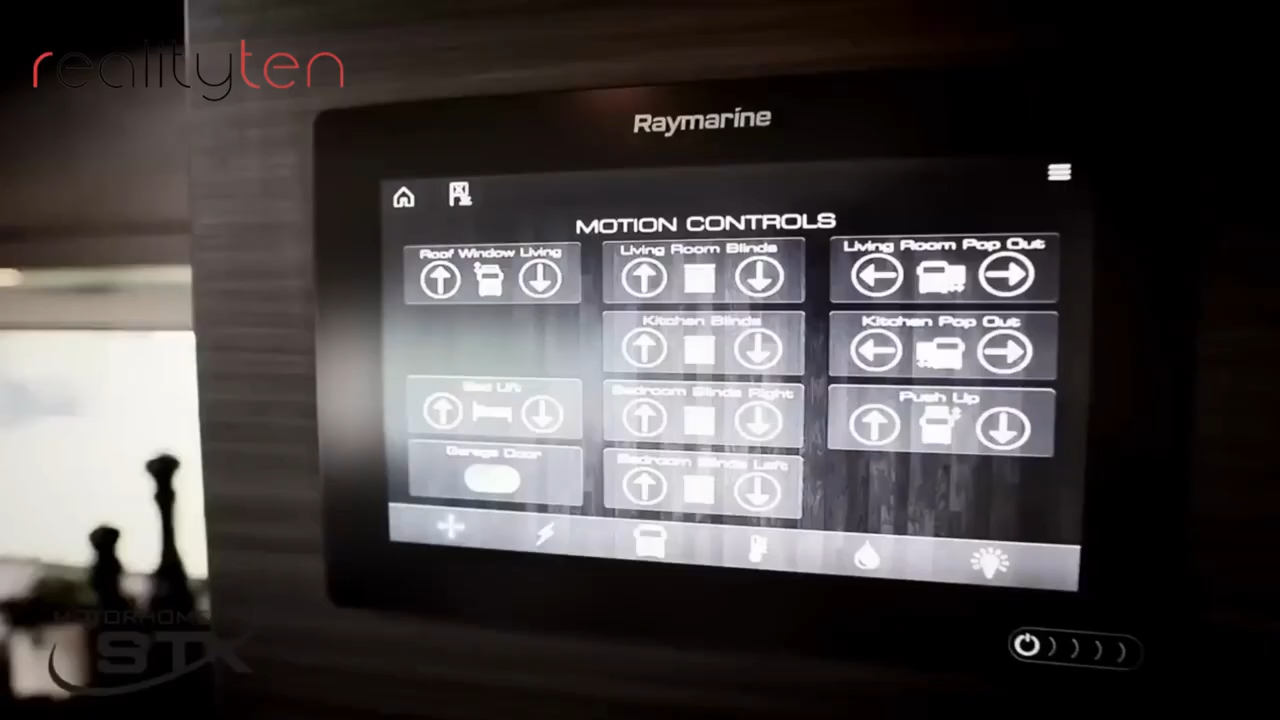 realityten
Raymarine
MOTION CONTROLS
Roof Window Living
Living Room Blinds
Living Room Pop Out
Kitchen Blinds
Kitchen Pop Out
Bed Lift
Bedroom Blinds Right
Push Up
Garage Door
Bedroom Blinds Left
MOTORHOME
STX